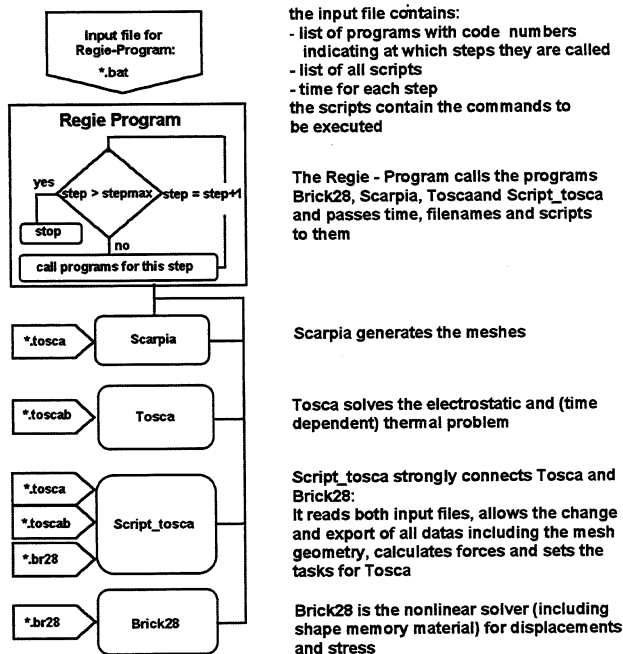 Input file for
Regie-Program:
*.bat
the input file contains:
- list of programs with code numbers
indicating at which steps they are called
- list of all scripts
- time for each step
the scripts contain the commands to
be executed
Regie Program
yes
step > stepmax
step = step+1
stop
no
call programs for this step
The Regie - Program calls the programs
Brick28, Scarpia, Toscaand Script_tosca
and passes time, filenames and scripts
to them
*.tosca
Scarpia
Scarpia generates the meshes
*.toscab
Tosca
Tosca solves the electrostatic and (time
dependent) thermal problem
*.tosca
*.toscab
*.br28
Script_tosca
Script_tosca strongly connects Tosca and
Brick28:
It reads both input files, allows the change
and export of all datas including the mesh
geometry, calculates forces and sets the
tasks for Tosca
*.br28
Brick28
Brick28 is the nonlinear solver (including
shape memory material) for displacements
and stress